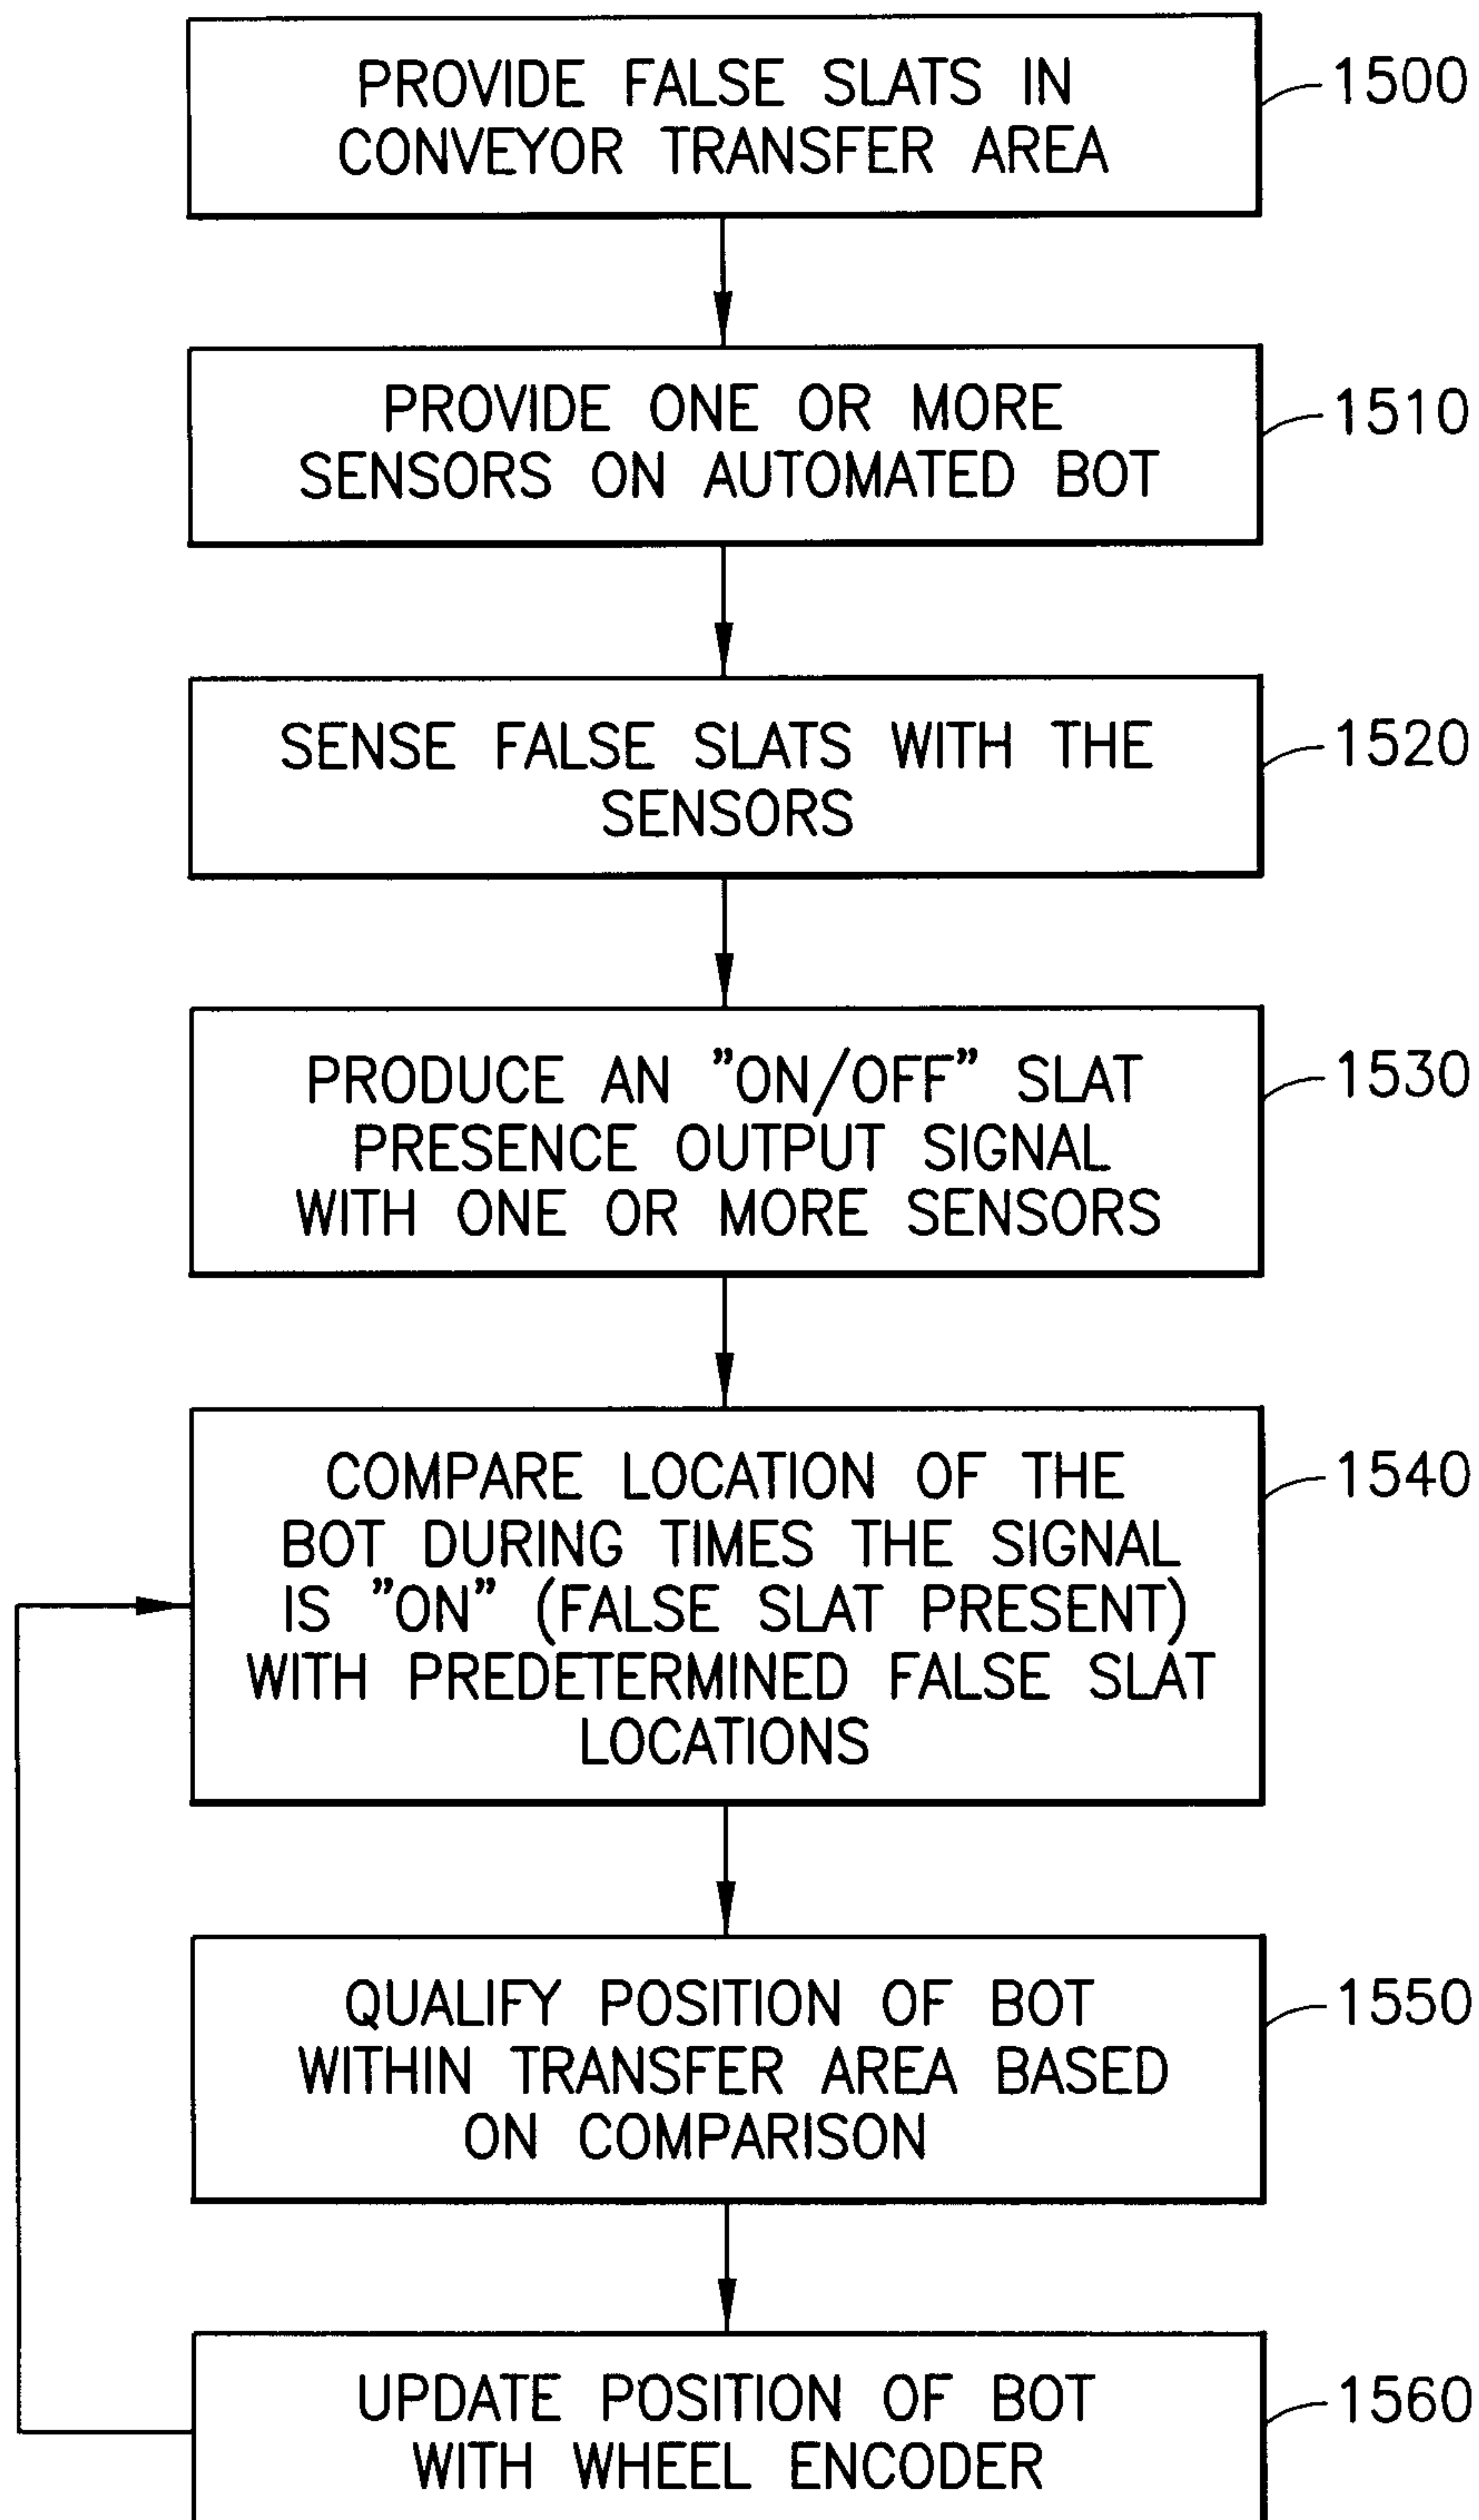 PROVIDE FALSE SLATS IN
CONVEYOR TRANSFER AREA
1500
PROVIDE ONE OR MORE
SENSORS ON AUTOMATED BOT
1510
SENSE FALSE SLATS WITH THE
SENSORS
1520
PRODUCE AN ”ON/OFF” SLAT
PRESENCE OUTPUT SIGNAL
WITH ONE OR MORE SENSORS
1530
COMPARE LOCATION OF THE
BOT DURING TIMES THE SIGNAL
IS ”ON” (FALSE SLAT PRESENT)
WITH PREDETERMINED FALSE SLAT
LOCATIONS
1540
QUALIFY POSITION OF BOT
WITHIN TRANSFER AREA BASED
ON COMPARISON
1550
UPDATE POSITION OF BOT
WITH WHEEL ENCODER
1560